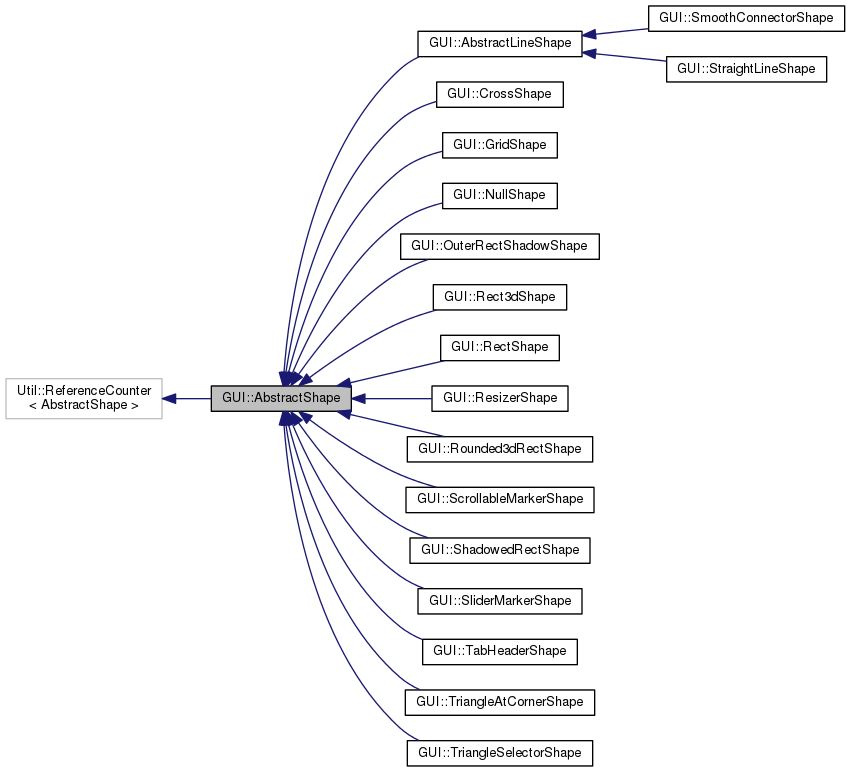 GUI::SmoothConnectorShape
GUI::AbstractLineShape
GUI::StraightLineShape
GUI::CrossShape
GUI::GridShape
GUI::NullShape
GUI::OuterRectShadowShape
GUI::Rect3dShape
GUI::RectShape
Util::ReferenceCounter
< AbstractShape >
GUI::AbstractShape
GUI::ResizerShape
GUI::Rounded3dRectShape
GUI::ScrollableMarkerShape
GUI::ShadowedRectShape
GUI::SliderMarkerShape
GUI::TabHeaderShape
GUI::TriangleAtCornerShape
GUI::TriangleSelectorShape